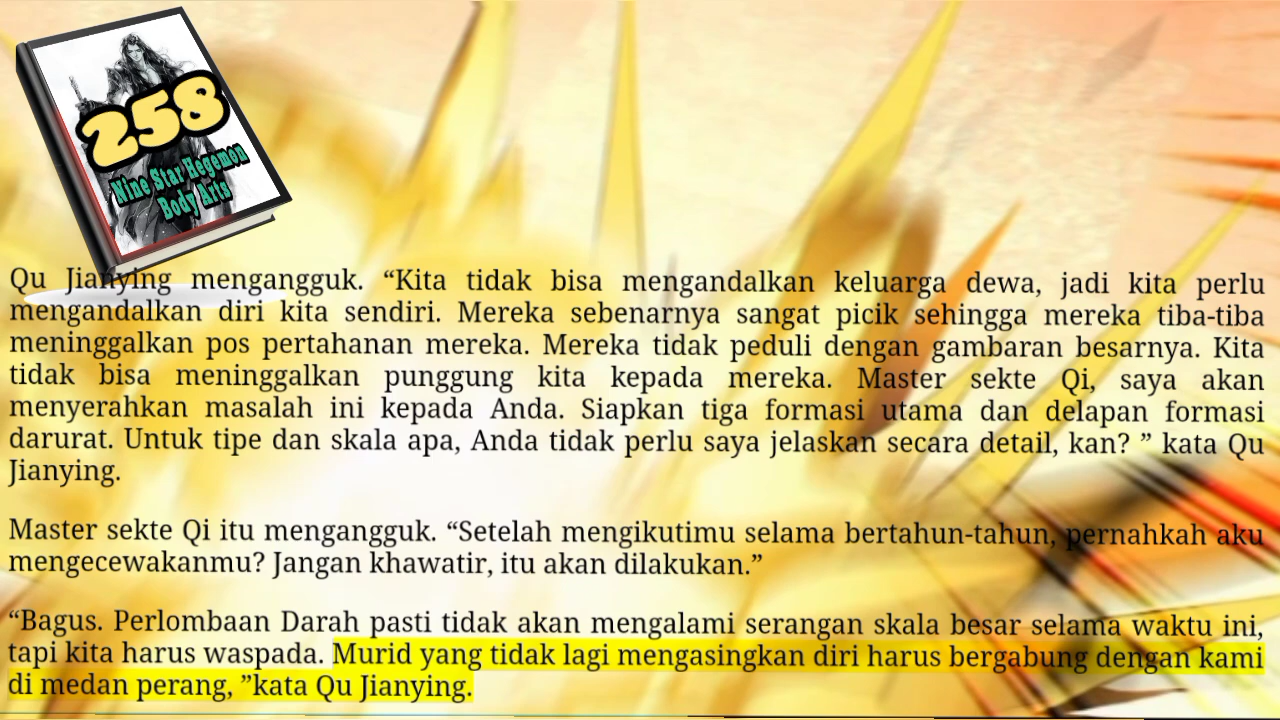 258
Nine Star Hegemon
Body Arts
Qu Jianying mengangguk. “Kita tidak bisa mengandalkan keluarga dewa, jadi kita perlu
mengandalkan diri kita sendiri. Mereka sebenarnya sangat picik sehingga mereka tiba-tiba
meninggalkan pos pertahanan mereka. Mereka tidak peduli dengan gambaran besarnya. Kita
tidak bisa meninggalkan punggung kita kepada mereka. Master sekte Qi, saya akan
menyerahkan masalah ini kepada Anda. Siapkan tiga formasi utama dan delapan formasi
darurat. Untuk tipe dan skala apa, Anda tidak perlu saya jelaskan secara detail, kan? ” kata Qu
Jianying.
Master sekte Qi itu mengangguk. “Setelah mengikutimu selama bertahun-tahun, pernahkah aku
mengecewakanmu? Jangan khawatir, itu akan dilakukan.”
“Bagus. Perlombaan Darah pasti tidak akan mengalami serangan skala besar selama waktu ini,
tapi kita harus waspada. Murid yang tidak lagi mengasingkan diri harus bergabung dengan kami
di medan perang, ”kata Qu Jianying.